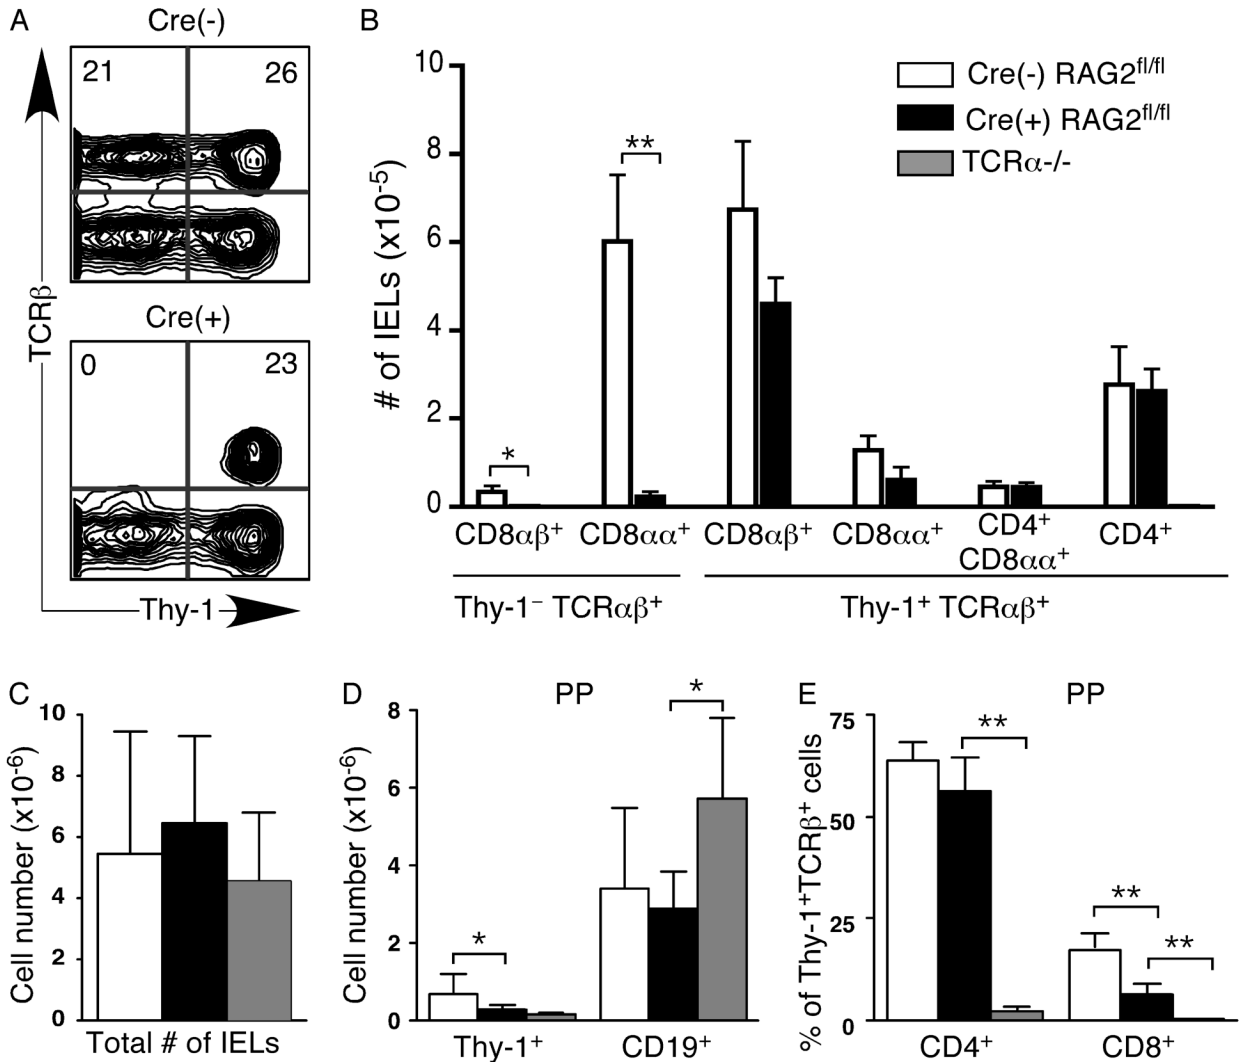 A
Cre(-)
21
26
TCRβ
Cre(+)
0
23
Thy-1
B
10
8
6
4
2
0
# of IELs (x10-5)
Cre(-) RAG2fl/fl
Cre(+) RAG2fl/fl
TCRα-/-
*
**
CD8αβ+
CD8αα+
CD8αβ+
CD8αα+
CD4+
CD8αα+
CD4+
Thy-1– TCRαβ+
Thy-1+ TCRαβ+
C
10
8
6
4
2
0
Cell number (x10-6)
Total # of IELs
D
PP
8
6
4
2
0
Cell number (x10-6)
*
*
Thy-1+
CD19+
E
PP
75
50
25
0
% of Thy-1+TCRβ+ cells
**
**
**
CD4+
CD8+